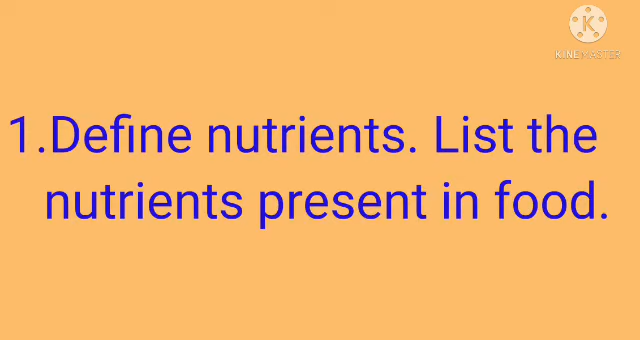 KINEMASTER
1.Define nutrients. List the
nutrients present in food.